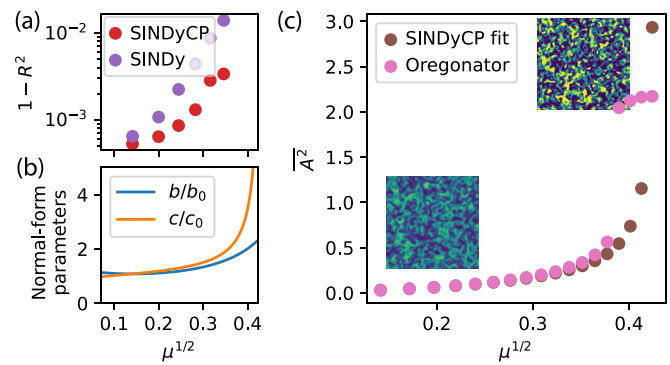 (a)
10⁻²
10⁻³
1 − R²
SINDyCP
SINDy
(b)
4
2
0
Normal-form
parameters
b/b₀
c/c₀
0.1 0.2 0.3 0.4
μ^{1/2}
(c)
3.0
2.5
2.0
1.5
1.0
0.5
0.0
A̅²
SINDyCP fit
Oregonator
0.2 0.3 0.4
μ^{1/2}